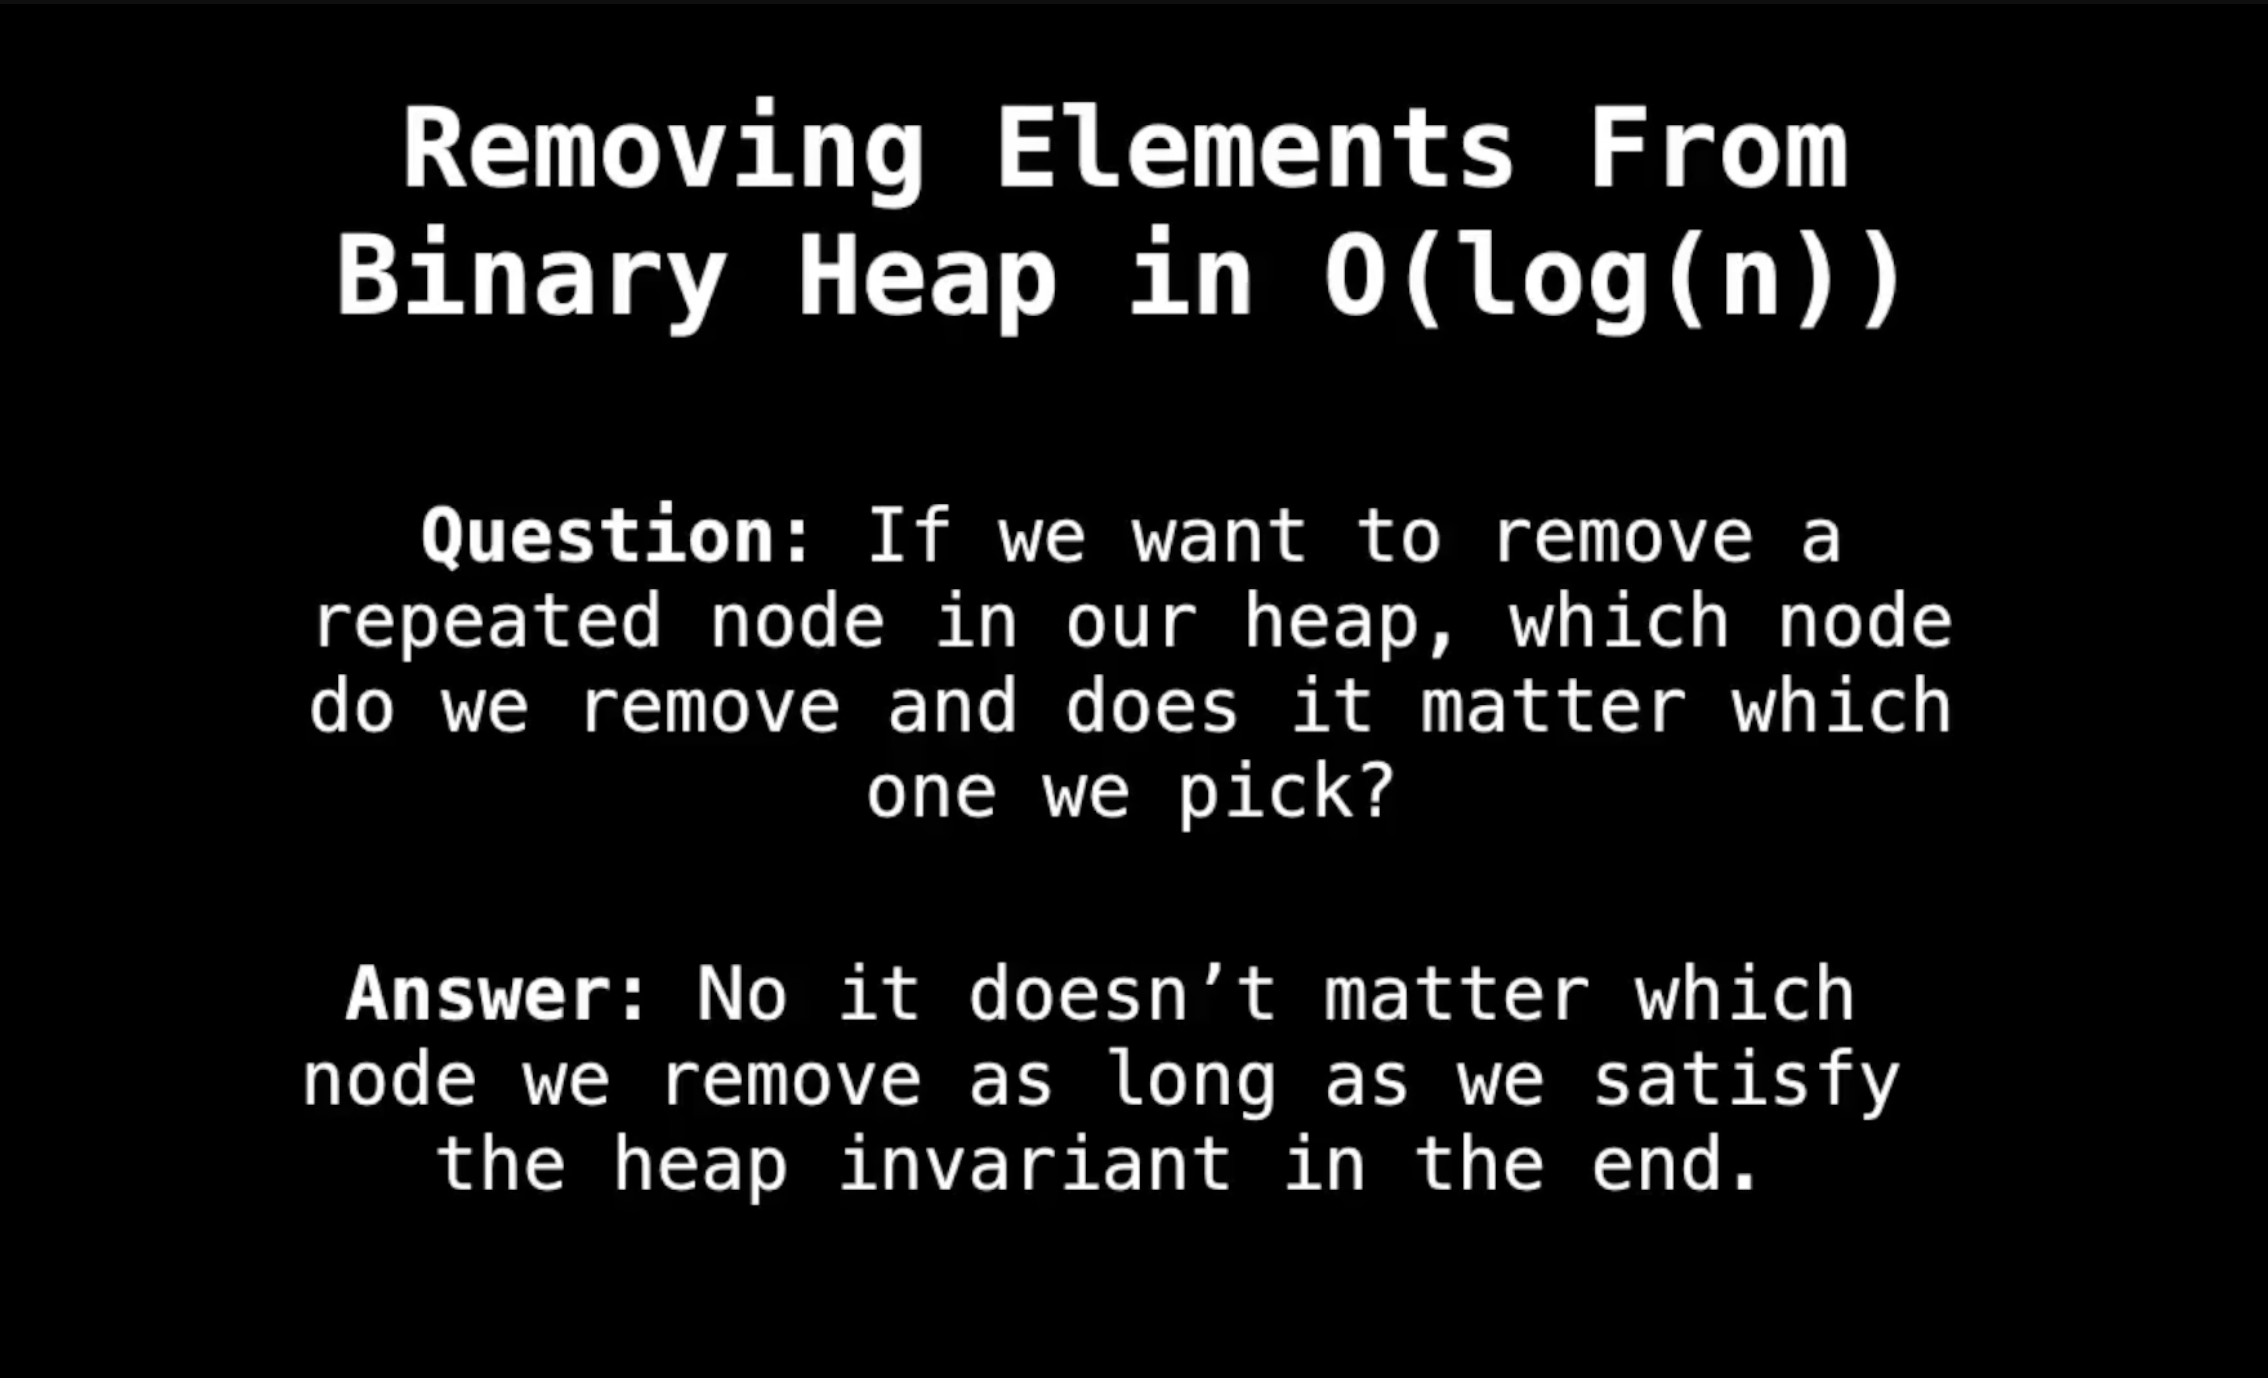 Removing Elements From
Binary Heap in O(log(n))
Question: If we want to remove a
repeated node in our heap, which node
do we remove and does it matter which
one we pick?
Answer: No it doesn’t matter which
node we remove as long as we satisfy
the heap invariant in the end.